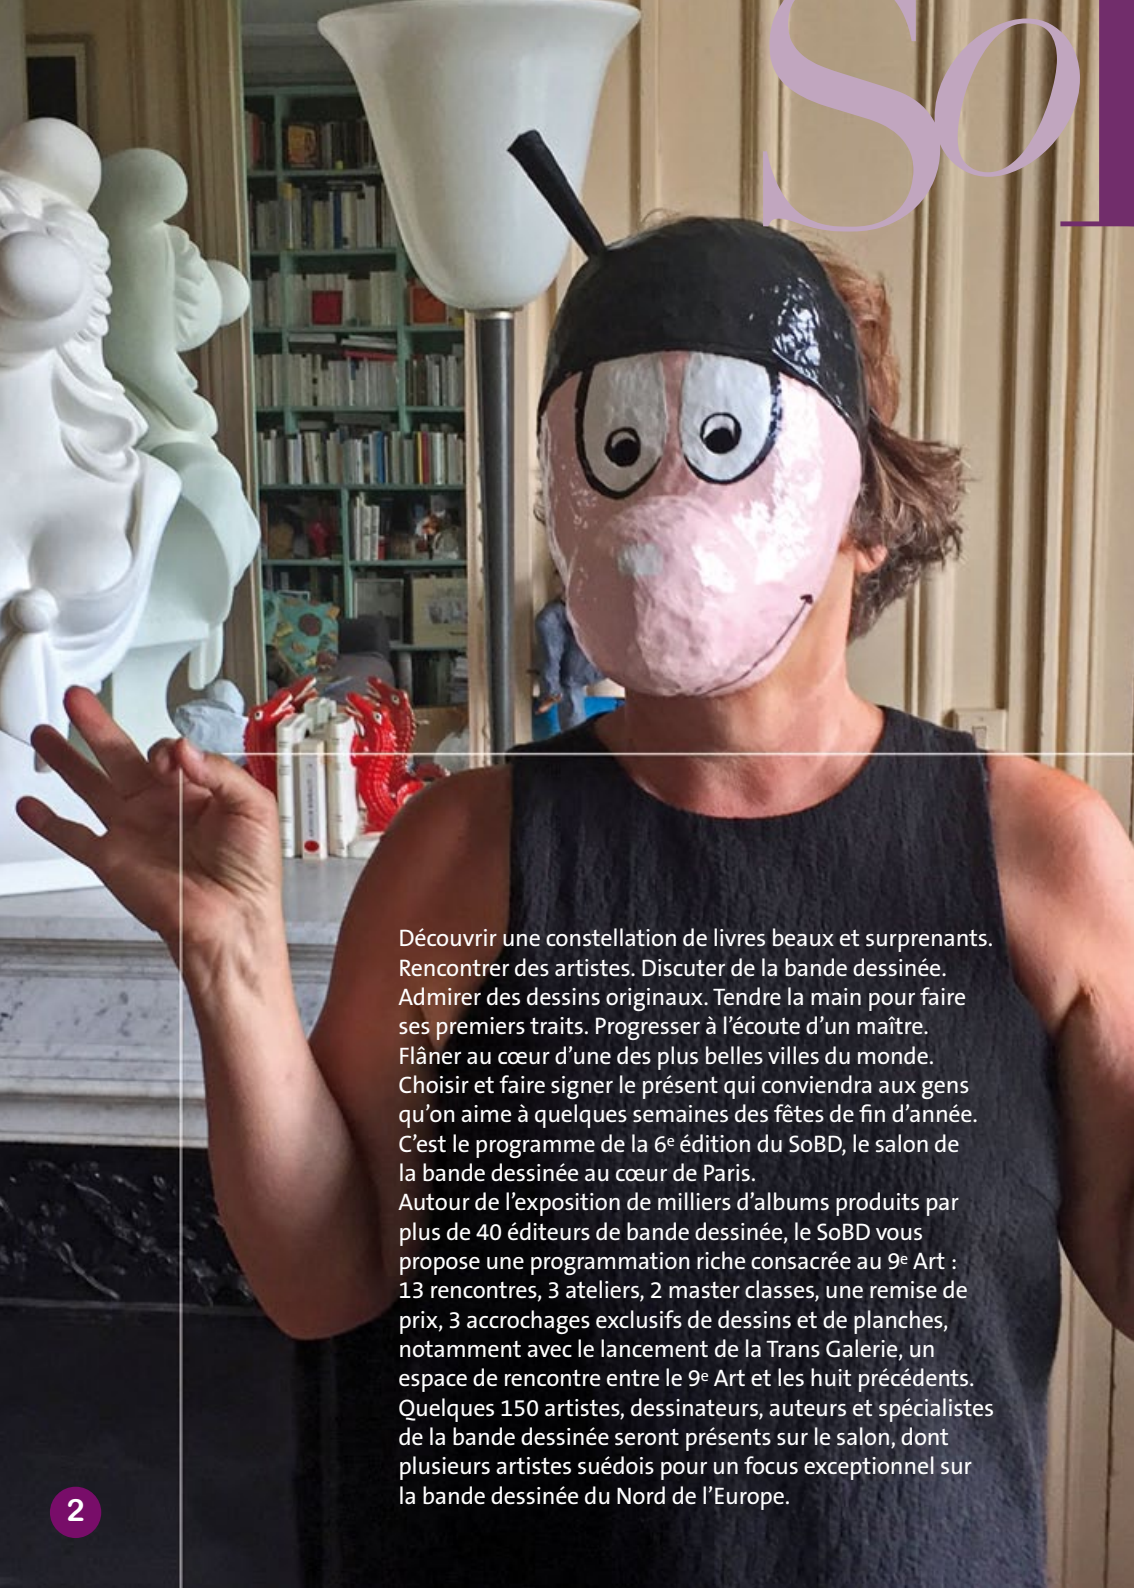 So
Découvrir une constellation de livres beaux et surprenants.
Rencontrer des artistes. Discuter de la bande dessinée.
Admirer des dessins originaux. Tendre la main pour faire
ses premiers traits. Progresser à l’écoute d’un maître.
Flâner au cœur d’une des plus belles villes du monde.
Choisir et faire signer le présent qui conviendra aux gens
qu’on aime à quelques semaines des fêtes de fin d’année.
C’est le programme de la 6e édition du SoBD, le salon de
la bande dessinée au cœur de Paris.
Autour de l’exposition de milliers d’albums produits par
plus de 40 éditeurs de bande dessinée, le SoBD vous
propose une programmation riche consacrée au 9e Art :
13 rencontres, 3 ateliers, 2 master classes, une remise de
prix, 3 accrochages exclusifs de dessins et de planches,
notamment avec le lancement de la Trans Galerie, un
espace de rencontre entre le 9e Art et les huit précédents.
Quelques 150 artistes, dessinateurs, auteurs et spécialistes
de la bande dessinée seront présents sur le salon, dont
plusieurs artistes suédois pour un focus exceptionnel sur
la bande dessinée du Nord de l’Europe.
2